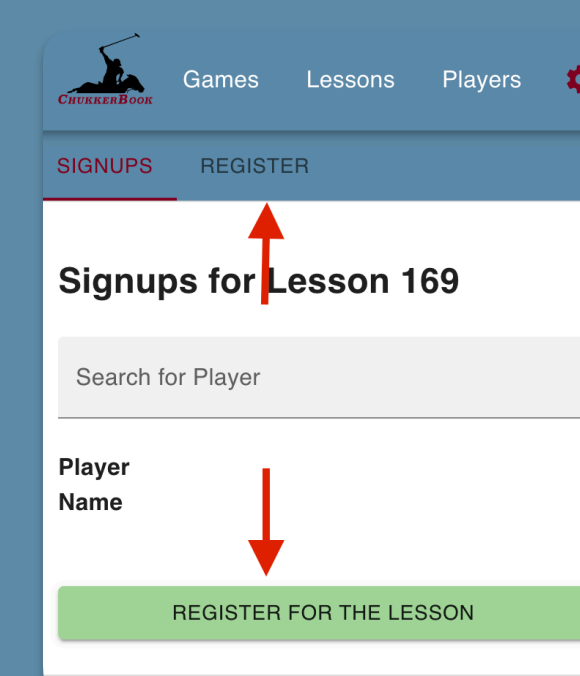 ChukkerBook
Games Lessons Players
SIGNUPS REGISTER
Signups for Lesson 169
Search for Player
Player
Name
REGISTER FOR THE LESSON